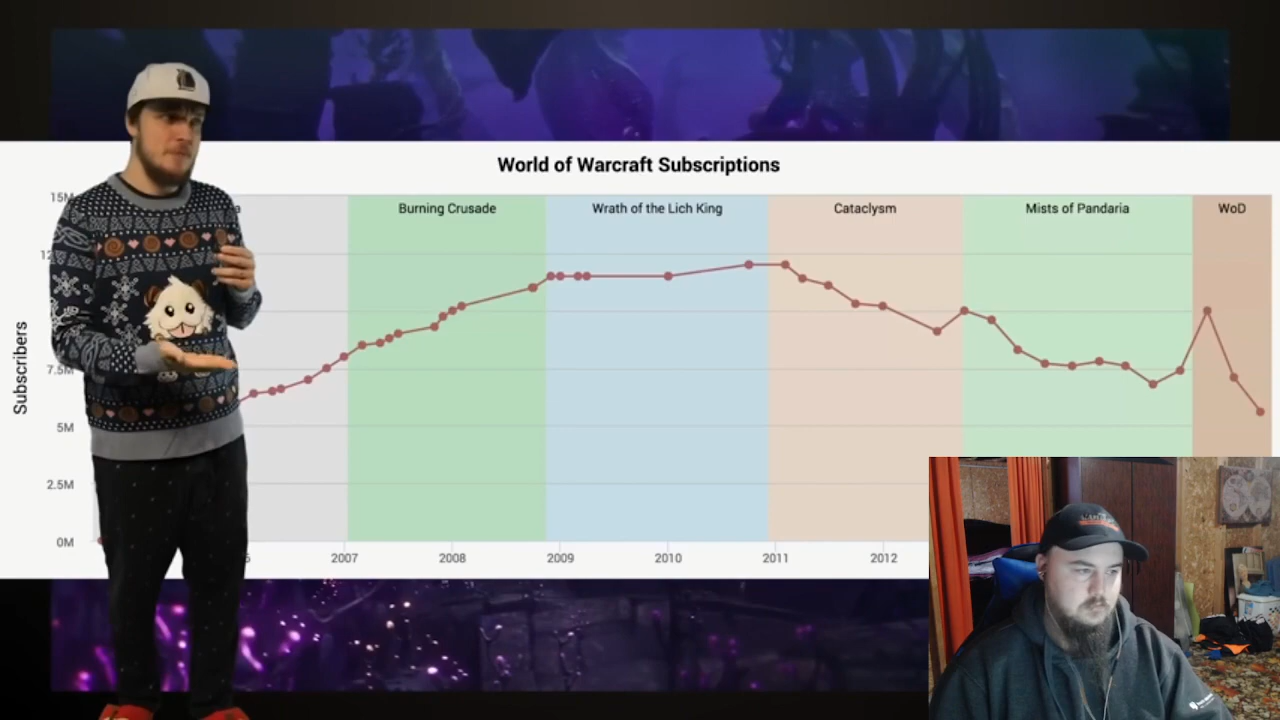 World of Warcraft Subscriptions
15M
a
Burning Crusade
Wrath of the Lich King
Cataclysm
Mists of Pandaria
WoD
12
7.5M
5M
2.5M
0M
Subscribers
2007
2008
2009
2010
2011
2012